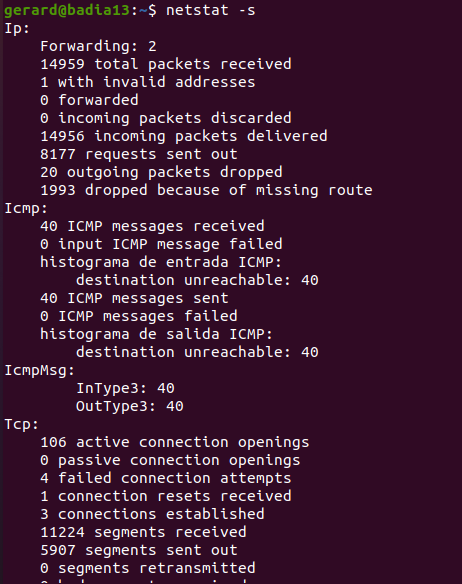 gerard@badia13:~$ netstat -s
Ip:
    Forwarding: 2
    14959 total packets received
    1 with invalid addresses
    0 forwarded
    0 incoming packets discarded
    14956 incoming packets delivered
    8177 requests sent out
    20 outgoing packets dropped
    1993 dropped because of missing route
Icmp:
    40 ICMP messages received
    0 input ICMP message failed
    histograma de entrada ICMP:
        destination unreachable: 40
    40 ICMP messages sent
    0 ICMP messages failed
    histograma de salida ICMP:
        destination unreachable: 40
IcmpMsg:
        InType3: 40
        OutType3: 40
Tcp:
    106 active connection openings
    0 passive connection openings
    4 failed connection attempts
    1 connection resets received
    3 connections established
    11224 segments received
    5907 segments sent out
    0 segments retransmitted